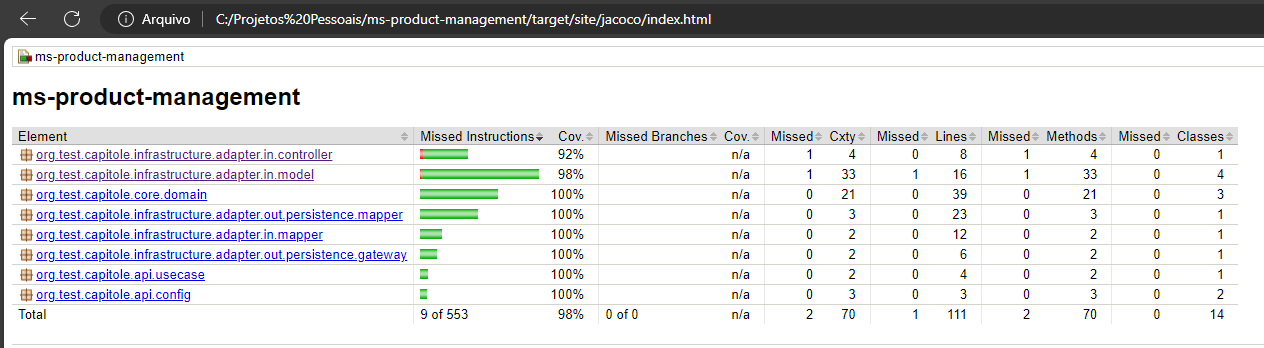 Arquivo C:/Projetos%20Pessoais/ms-product-management/target/site/jacoco/index.html
ms-product-management
ms-product-management
Element Missed Instructions Cov. Missed Branches Cov. Missed Cxty Missed Lines Missed Methods Missed Classes
org.test.capitole.infrastructure.adapter.in.controller 92% n/a 1 4 0 8 1 4 0 1
org.test.capitole.infrastructure.adapter.in.model 98% n/a 1 33 1 16 1 33 0 4
org.test.capitole.core.domain 100% n/a 0 21 0 39 0 21 0 3
org.test.capitole.infrastructure.adapter.out.persistence.mapper 100% n/a 0 3 0 23 0 3 0 1
org.test.capitole.infrastructure.adapter.in.mapper 100% n/a 0 2 0 12 0 2 0 1
org.test.capitole.infrastructure.adapter.out.persistence.gateway 100% n/a 0 2 0 6 0 2 0 1
org.test.capitole.api.usecase 100% n/a 0 2 0 4 0 2 0 1
org.test.capitole.api.config 100% n/a 0 3 0 3 0 3 0 2
Total 9 of 553 98% 0 of 0 n/a 2 70 1 111 2 70 0 14